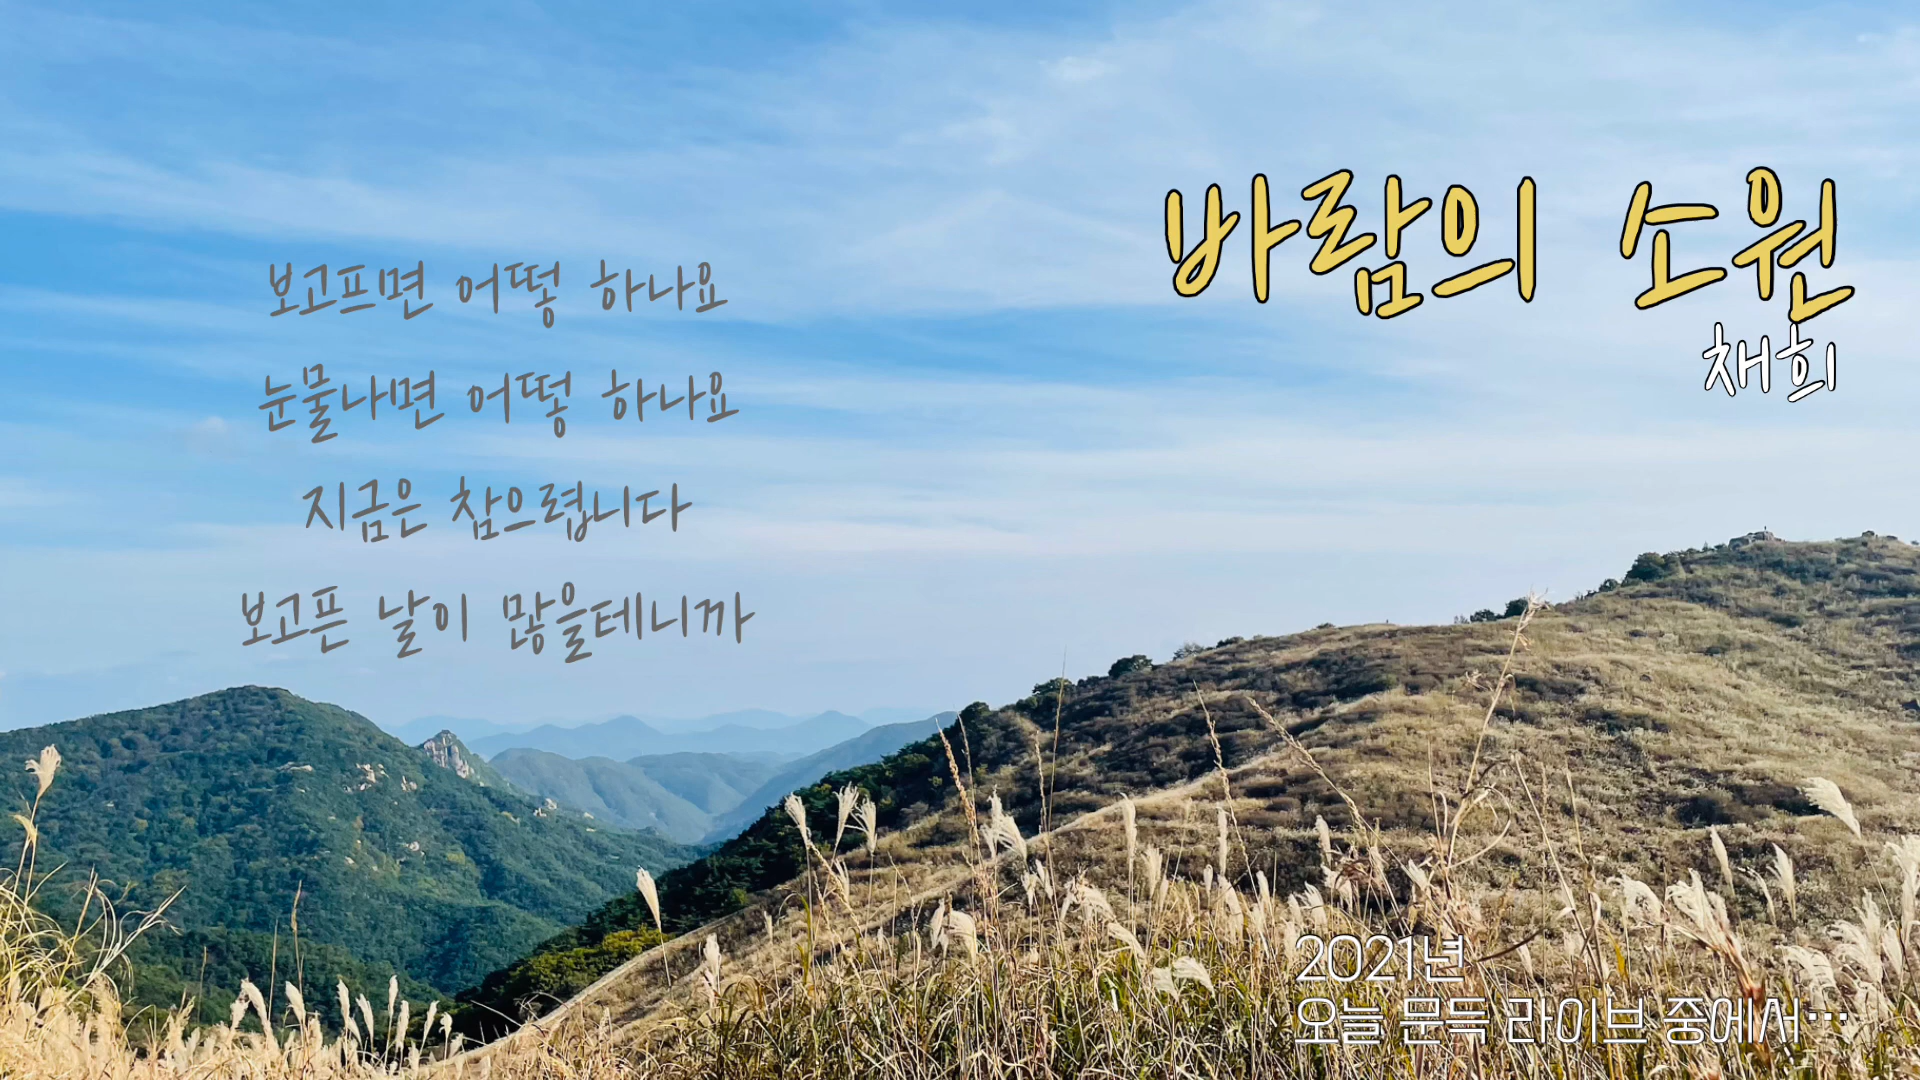 바람의 소원
채희
보고프면 어떻 하나요
눈물나면 어떻 하나요
지금은 참으렵니다
보고픈 날이 많을테니까
2021년
오늘 문득 라이브 중에서…